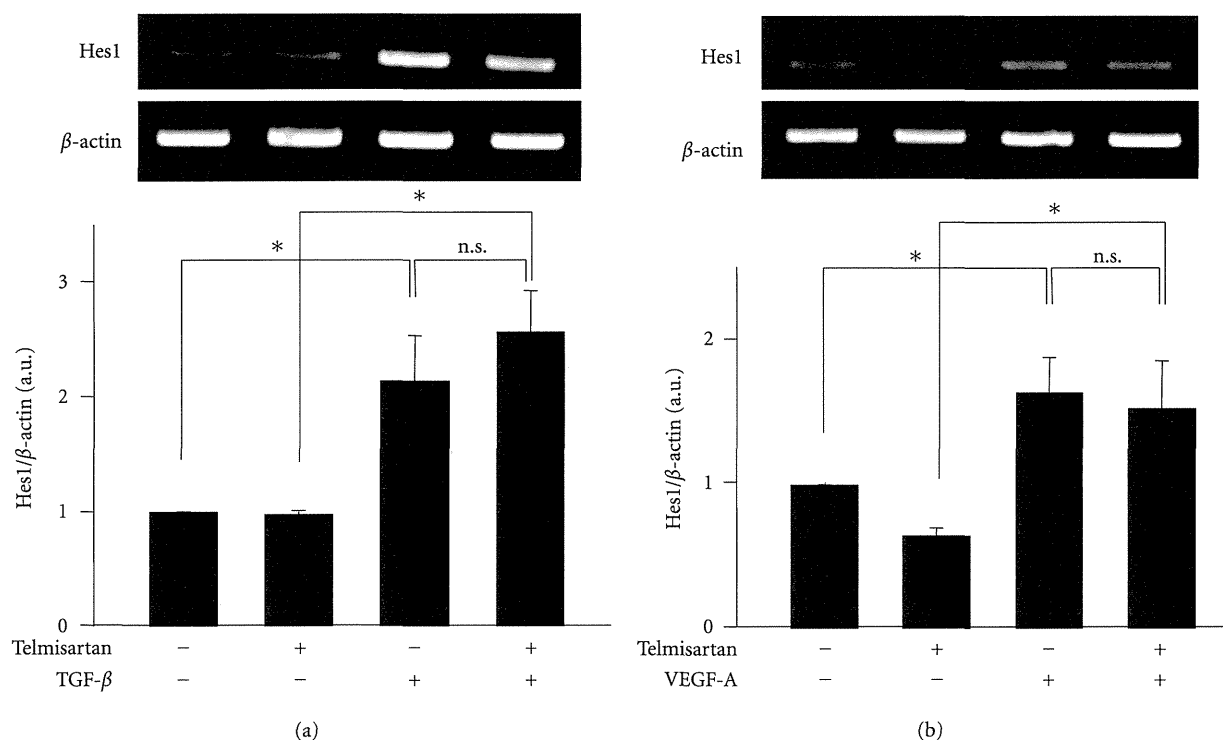 Hes1
β-actin
*
*
n.s.
3
2
1
0
Hes1/β-actin (a.u.)
Telmisartan − + − +
TGF-β − − + +
(a)
Hes1
β-actin
*
*
n.s.
2
1
0
Hes1/β-actin (a.u.)
Telmisartan − + − +
VEGF-A − − + +
(b)